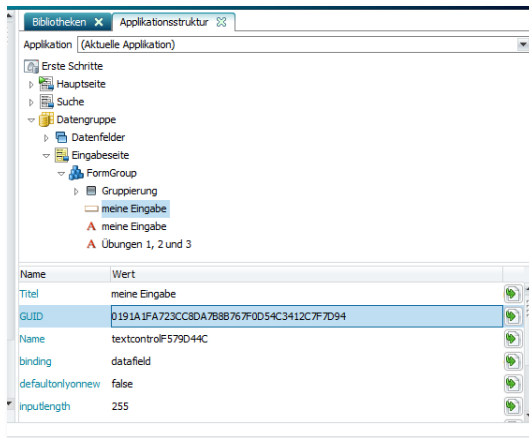 Bibliotheken
Applikationsstruktur
Applikation (Aktuelle Applikation)
Erste Schritte
Hauptseite
Suche
Datengruppe
Datenfelder
Eingabeseite
FormGroup
Gruppierung
meine Eingabe
A meine Eingabe
A Übungen 1, 2 und 3
Name Wert
Titel meine Eingabe
GUID 0191A1FA723CC8DA7B8B767F0D54C3412C7F7D94
Name textcontrolF579D44C
binding datafield
defaultonlyonnew false
inputlength 255